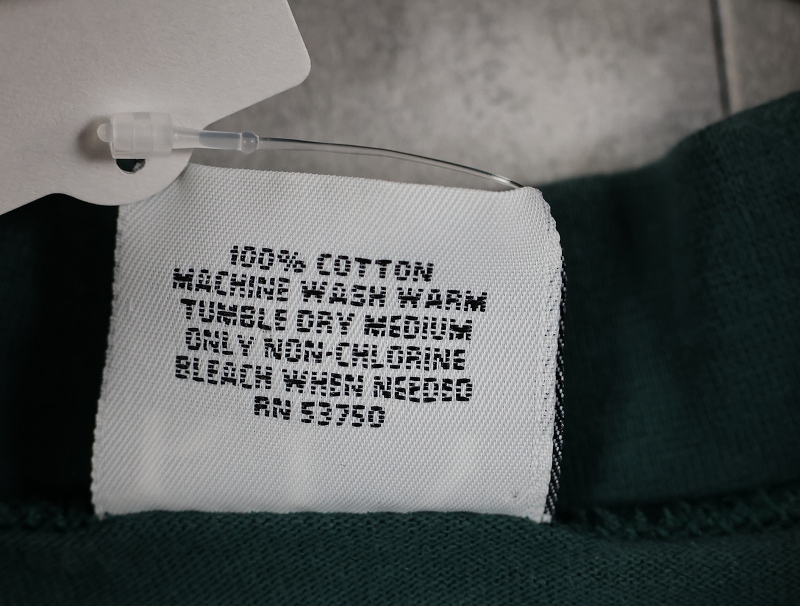 100% COTTON
MACHINE WASH WARM
TUMBLE DRY MEDIUM
ONLY NON-CHLORINE
BLEACH WHEN NEEDED
RN 53750